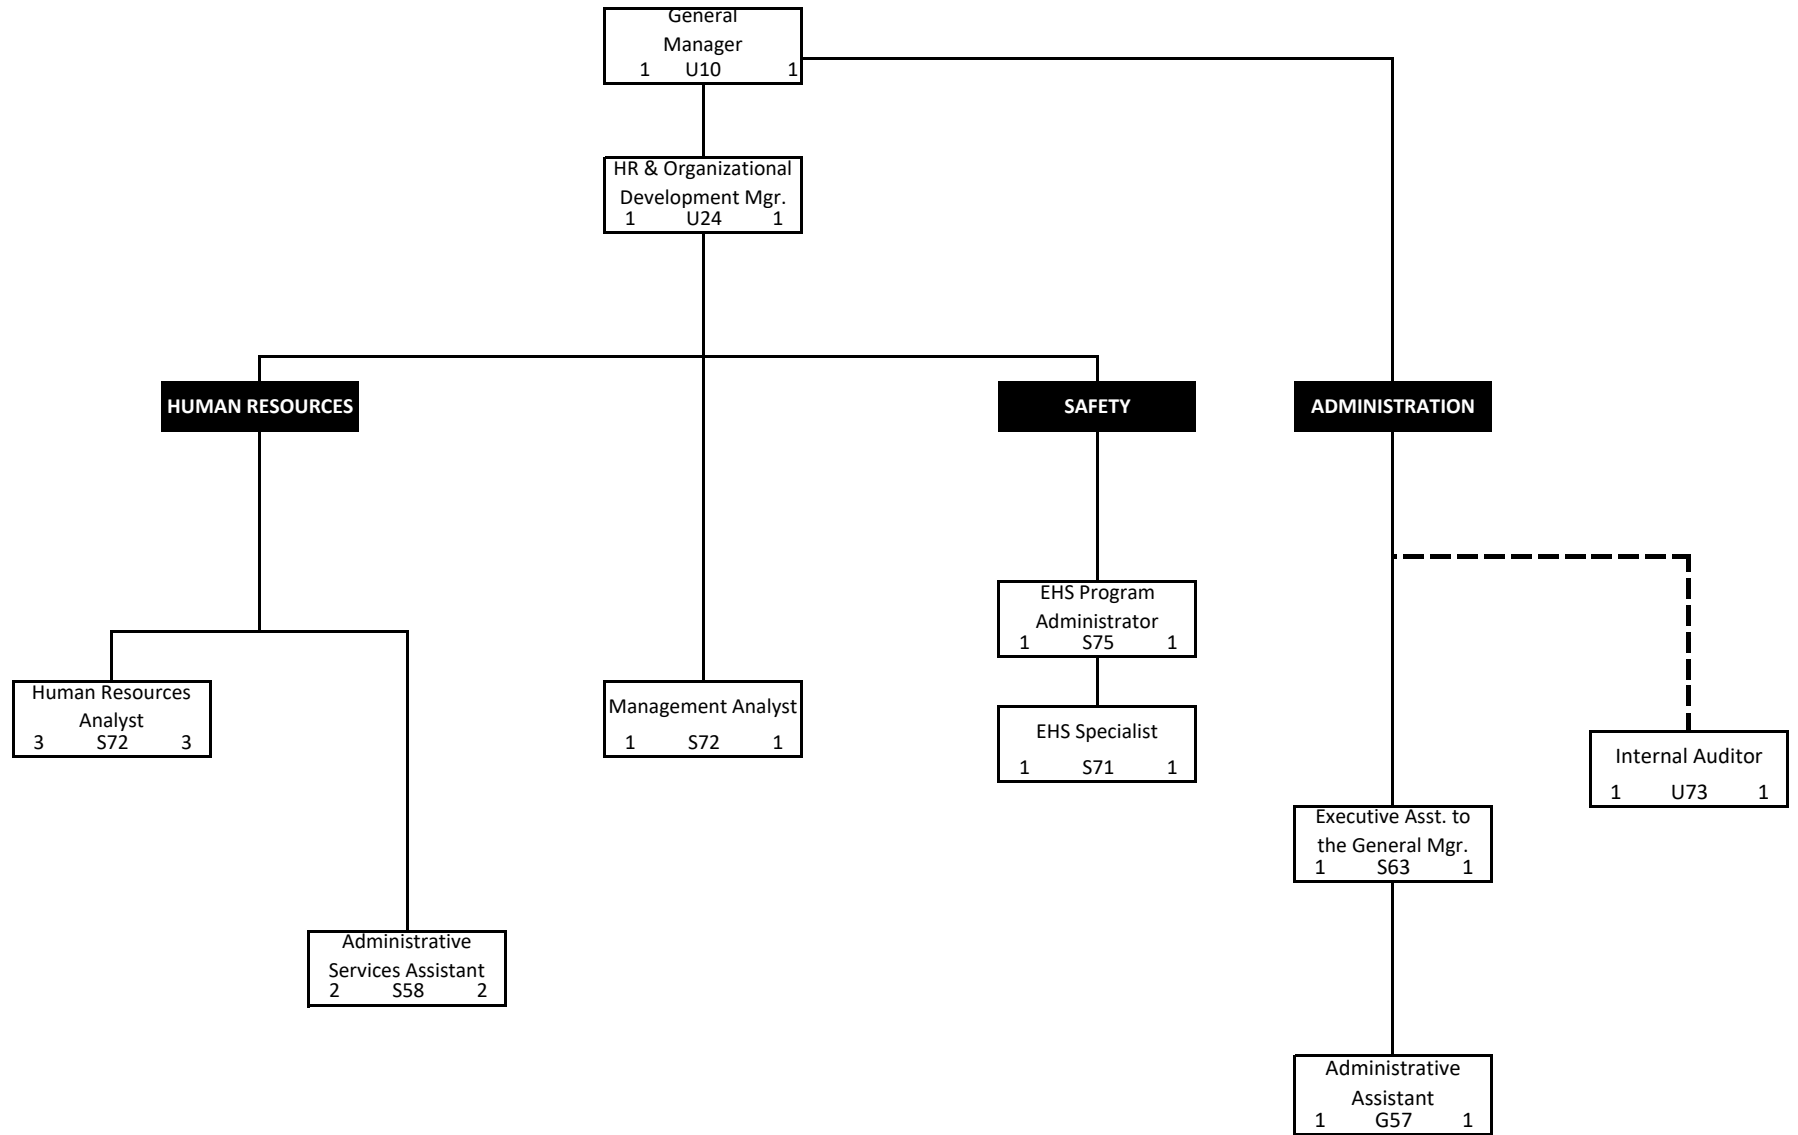 General
Manager
1 U10 1
HR & Organizational
Development Mgr.
1 U24 1
HUMAN RESOURCES
SAFETY
ADMINISTRATION
EHS Program
Administrator
1 S75 1
Human Resources
Analyst
3 S72 3
Management Analyst
1 S72 1
EHS Specialist
1 S71 1
Internal Auditor
1 U73 1
Executive Asst. to
the General Mgr.
1 S63 1
Administrative
Services Assistant
2 S58 2
Administrative
Assistant
1 G57 1